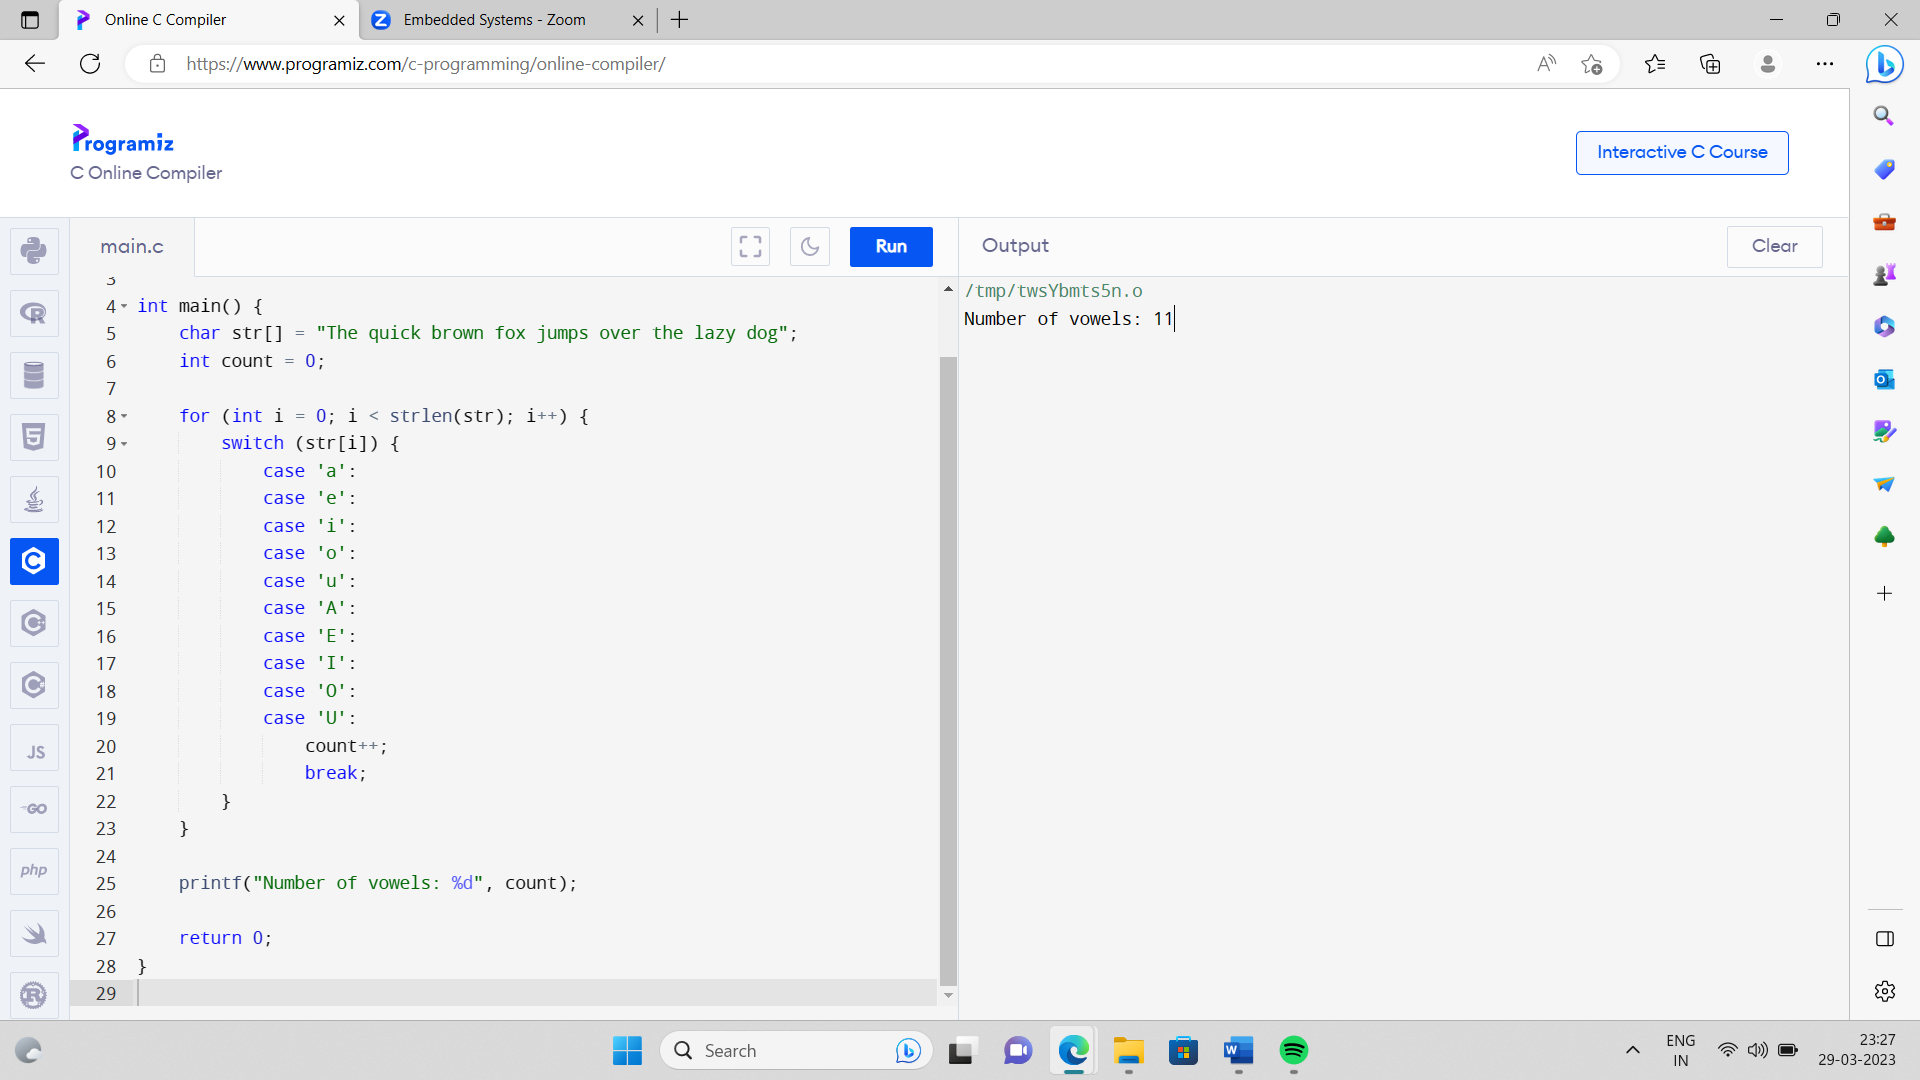 Online C Compiler
Embedded Systems - Zoom
https://www.programiz.com/c-programming/online-compiler/
Programiz
C Online Compiler
Interactive C Course
main.c
Run
Output
Clear
3
4 int main() {
5 char str[] = "The quick brown fox jumps over the lazy dog";
6 int count = 0;
7
8 for (int i = 0; i < strlen(str); i++) {
9 switch (str[i]) {
10 case 'a':
11 case 'e':
12 case 'i':
13 case 'o':
14 case 'u':
15 case 'A':
16 case 'E':
17 case 'I':
18 case 'O':
19 case 'U':
20 count++;
21 break;
22 }
23 }
24
25 printf("Number of vowels: %d", count);
26
27 return 0;
28 }
29
/tmp/twsYbmts5n.o
Number of vowels: 11
JS
GO
php
Search
ENG
IN
23:27
29-03-2023